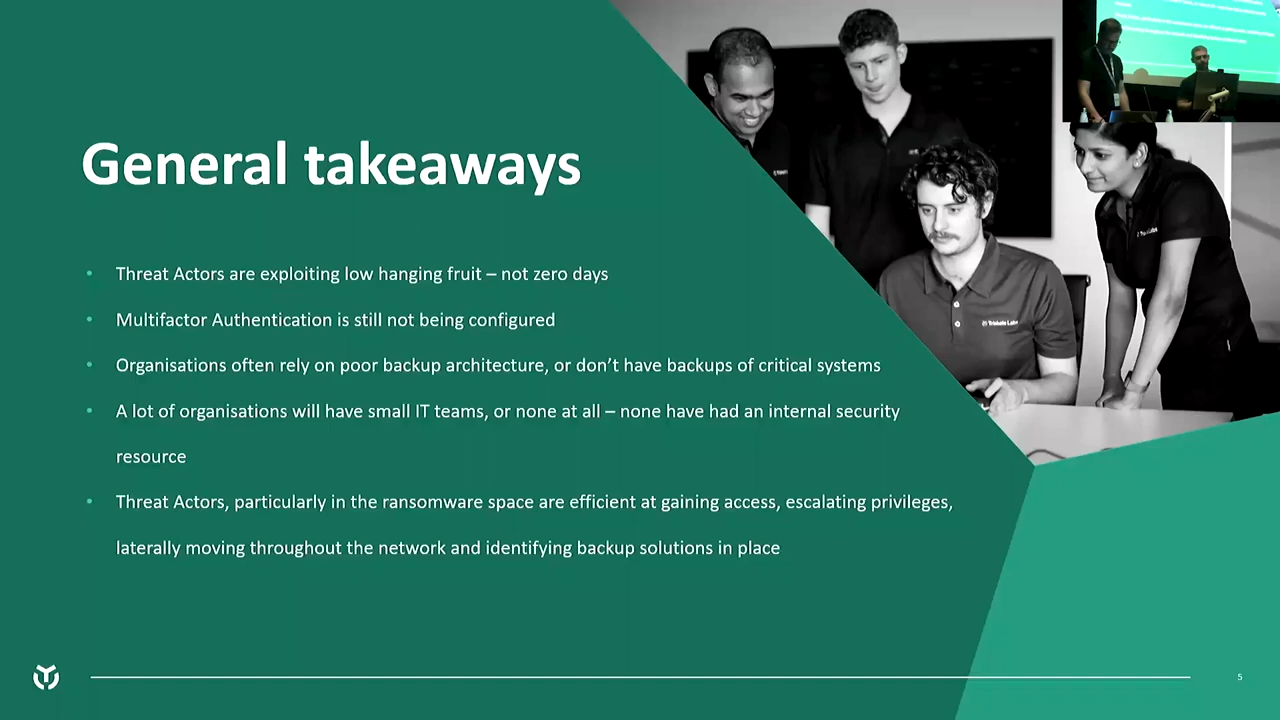 General takeaways
• Threat Actors are exploiting low hanging fruit – not zero days
• Multifactor Authentication is still not being configured
• Organisations often rely on poor backup architecture, or don’t have backups of critical systems
• A lot of organisations will have small IT teams, or none at all – none have had an internal security
resource
• Threat Actors, particularly in the ransomware space are efficient at gaining access, escalating privileges,
laterally moving throughout the network and identifying backup solutions in place
5